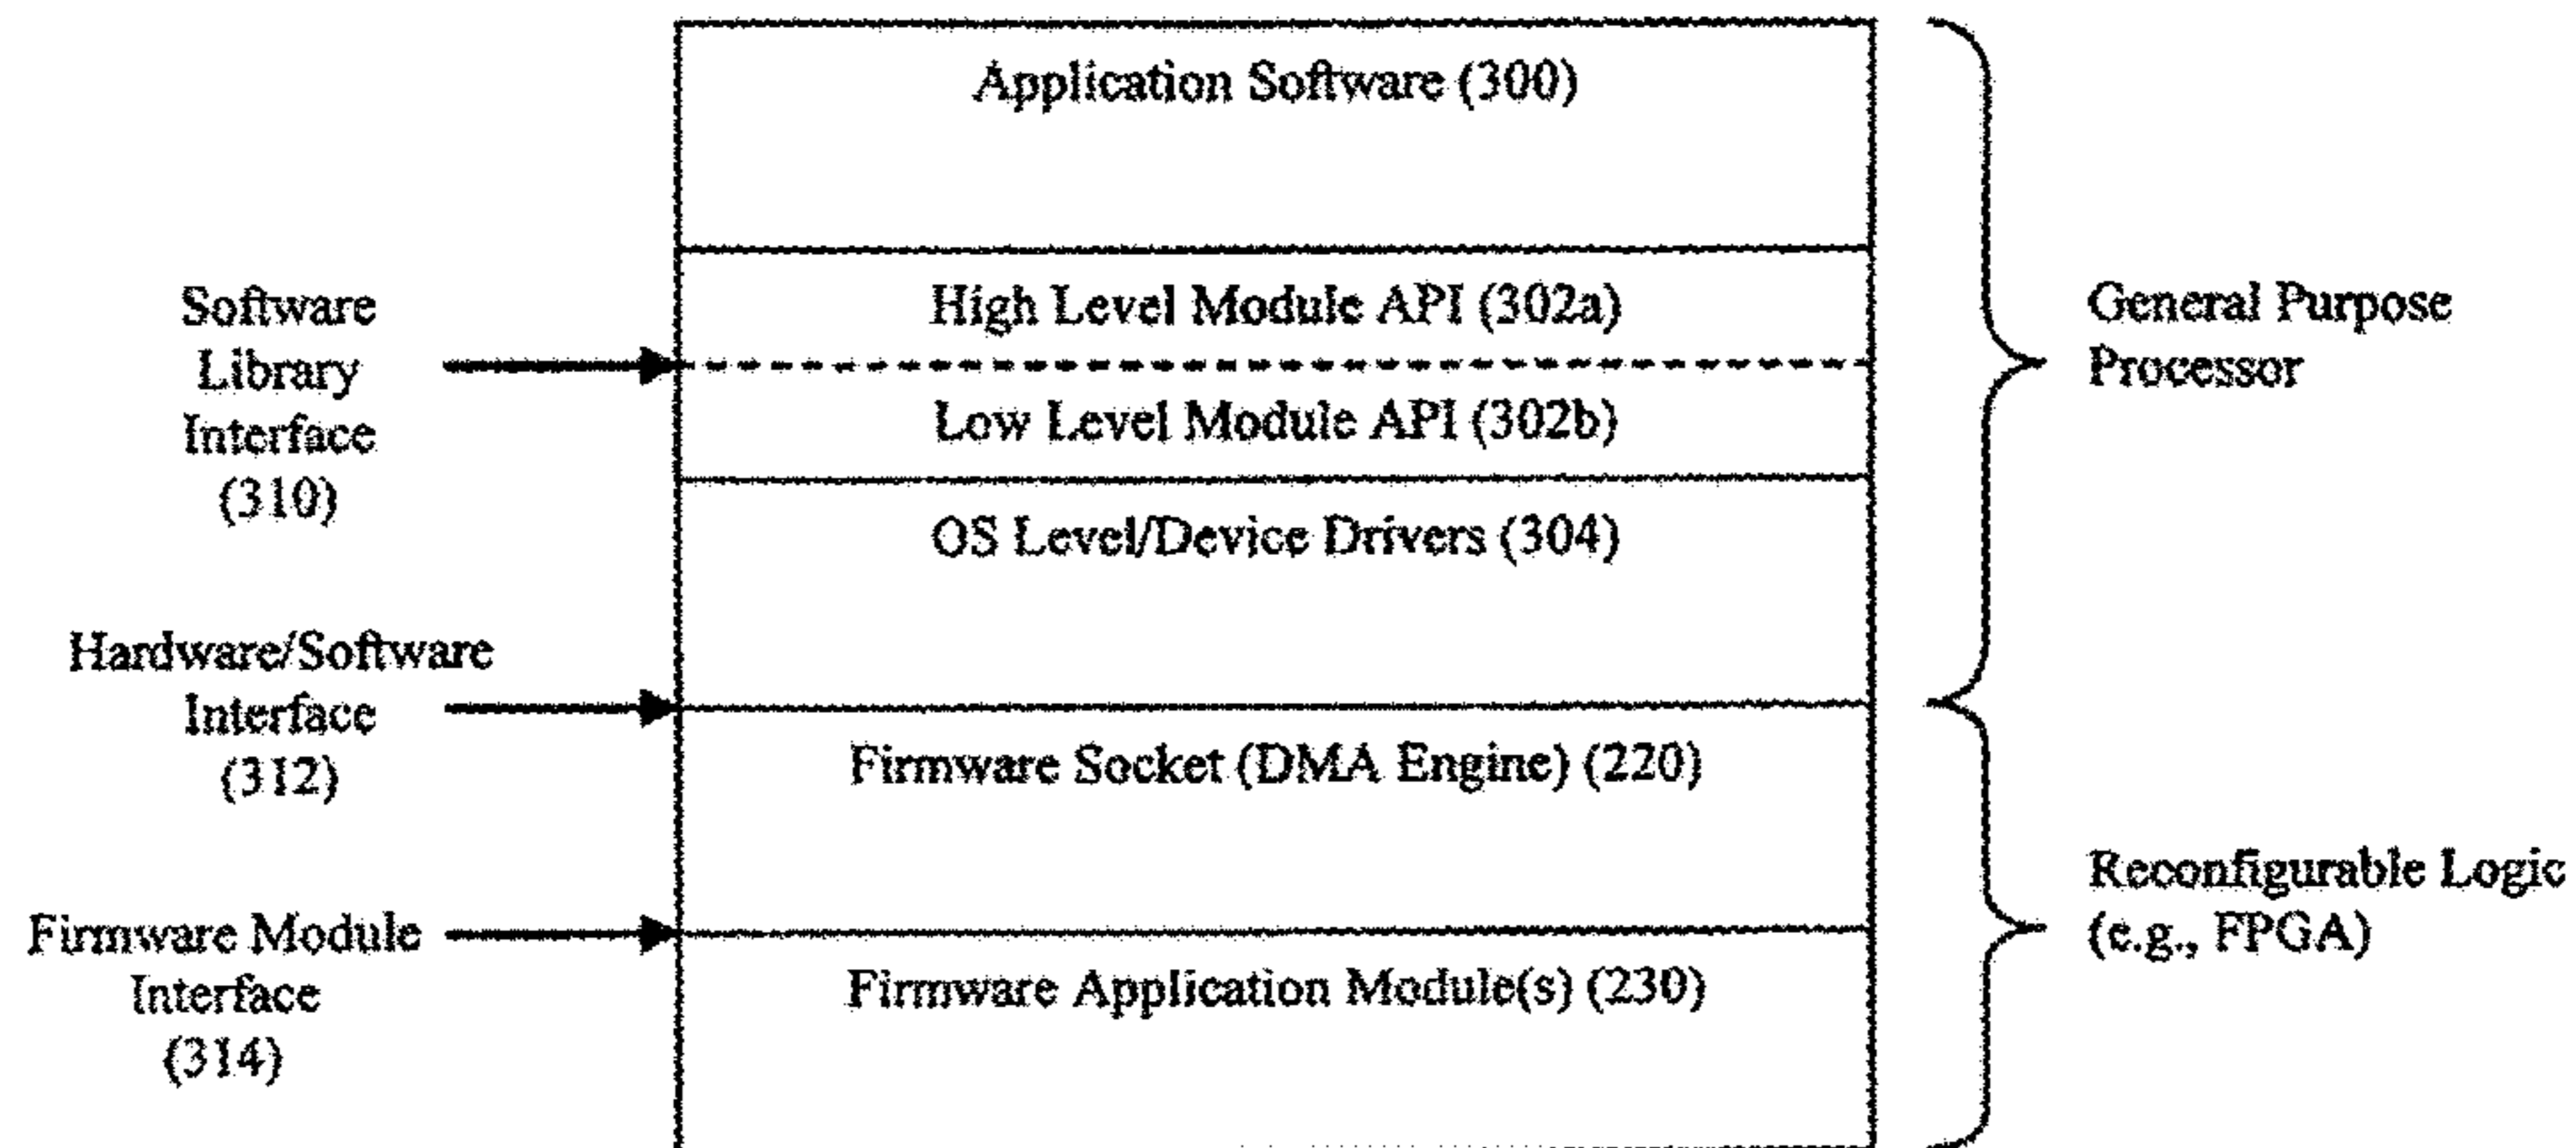 Application Software (300)
Software
Library
Interface
(310)
High Level Module API (302a)
Low Level Module API (302b)
General Purpose
Processor
OS Level/Device Drivers (304)
Hardware/Software
Interface
(312)
Firmware Socket (DMA Engine) (220)
Reconfigurable Logic
(e.g., FPGA)
Firmware Module
Interface
(314)
Firmware Application Module(s) (230)